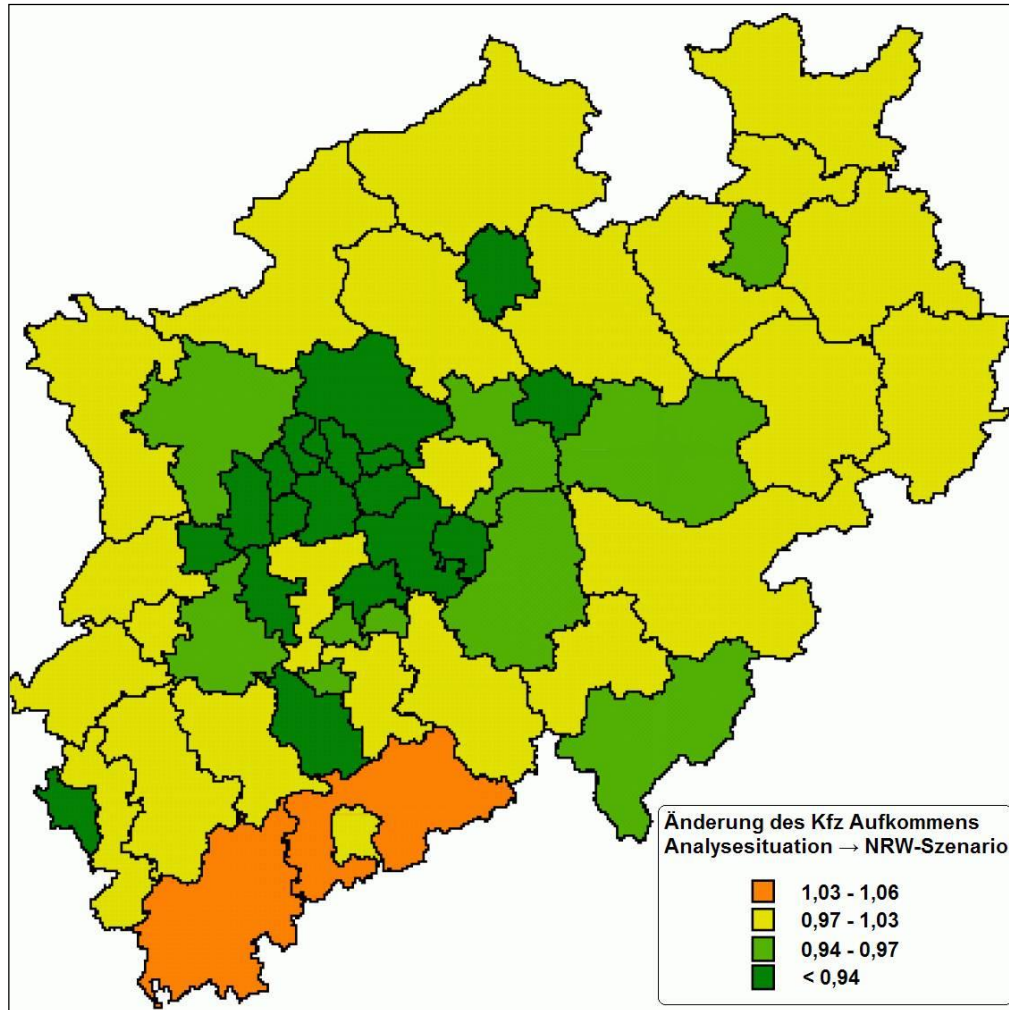 Änderung des Kfz Aufkommens
Analysesituation → NRW-Szenario
1,03 - 1,06
0,97 - 1,03
0,94 - 0,97
< 0,94